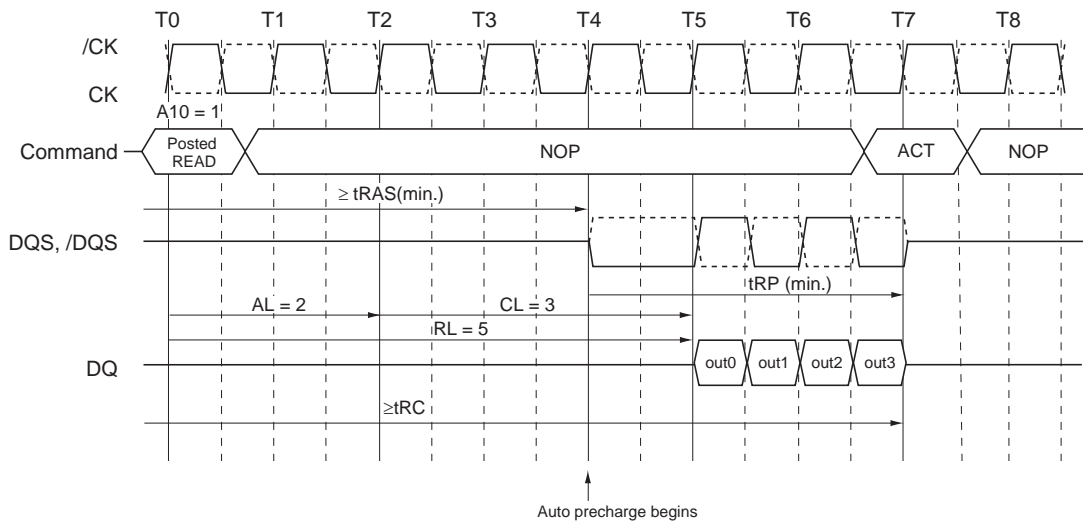 T0 T1 T2 T3 T4 T5 T6 T7 T8
/CK
CK
A10 = 1
Command
Posted
READ
NOP
ACT
NOP
≥ tRAS(min.)
DQS, /DQS
tRP (min.)
AL = 2
CL = 3
RL = 5
DQ
out0 out1 out2 out3
≥tRC
Auto precharge begins